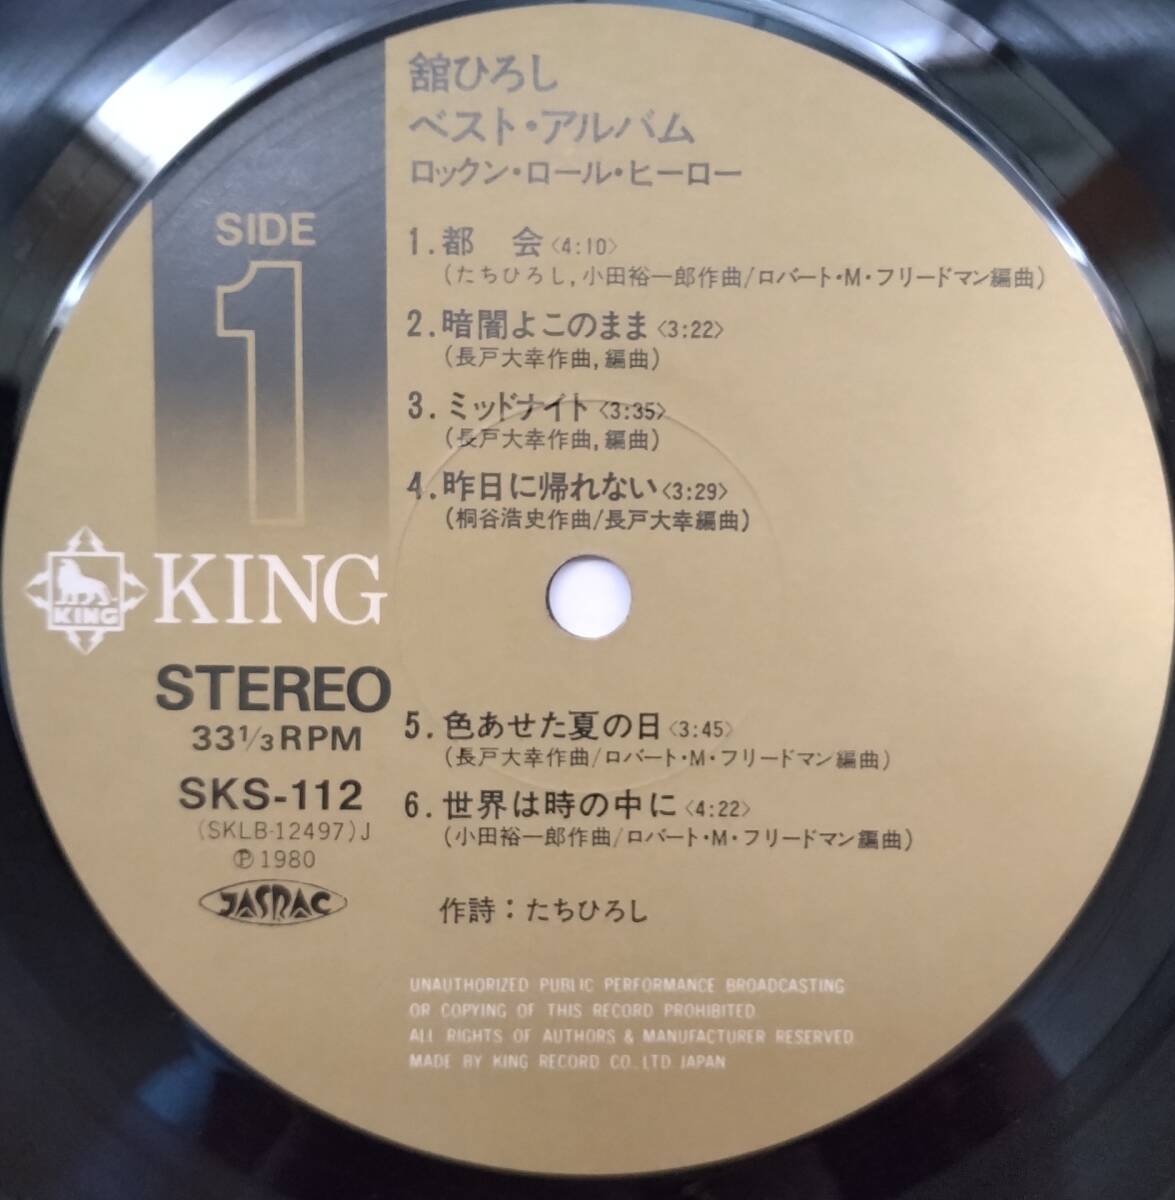 舘ひろし
ベスト・アルバム
ロックン・ロール・ヒーロー
SIDE
1
1. 都 会〈4:10〉
(たちひろし, 小田裕一郎作曲/ロバート・M・フリードマン編曲)
2. 暗闇よこのまま〈3:22〉
(長戸大幸作曲, 編曲)
3. ミッドナイト〈3:35〉
(長戸大幸作曲, 編曲)
4. 昨日に帰れない〈3:29〉
(桐谷浩史作曲/長戸大幸編曲)
KING
KING
STEREO
33 1/3 RPM
SKS-112
(SKLB-12497) J
Ⓟ 1980
JASRAC
5. 色あせた夏の日〈3:45〉
(長戸大幸作曲/ロバート・M・フリードマン編曲)
6. 世界は時の中に〈4:22〉
(小田裕一郎作曲/ロバート・M・フリードマン編曲)
作詩：たちひろし
UNAUTHORIZED PUBLIC PERFORMANCE BROADCASTING
OR COPYING OF THIS RECORD PROHIBITED.
ALL RIGHTS OF AUTHORS & MANUFACTURER RESERVED
MADE BY KING RECORD CO., LTD. JAPAN